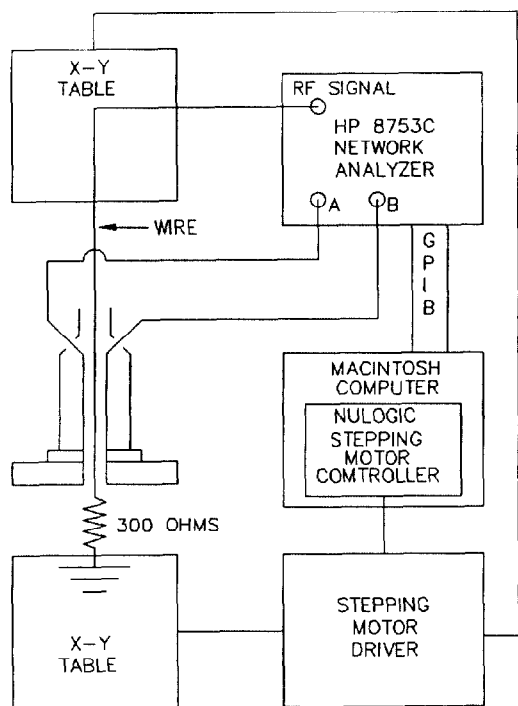 X-Y
TABLE
RF SIGNAL
HP 8753C
NETWORK
ANALYZER
A
B
WIRE
GPIB
MACINTOSH
COMPUTER
NULOGIC
STEPPING
MOTOR
COMTROLLER
300 OHMS
X-Y
TABLE
STEPPING
MOTOR
DRIVER